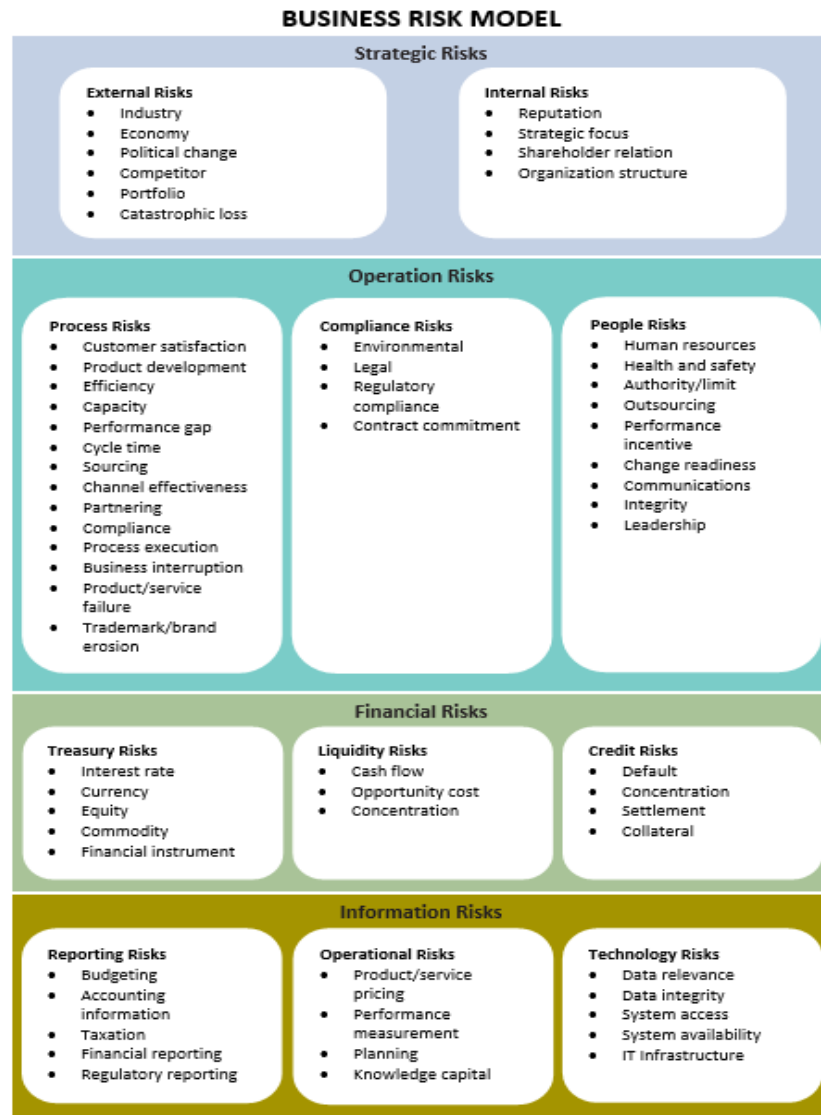 BUSINESS RISK MODEL
Strategic Risks
External Risks
• Industry
• Economy
• Political change
• Competitor
• Portfolio
• Catastrophic loss
Internal Risks
• Reputation
• Strategic focus
• Shareholder relation
• Organization structure
Operation Risks
Process Risks
• Customer satisfaction
• Product development
• Efficiency
• Capacity
• Performance gap
• Cycle time
• Sourcing
• Channel effectiveness
• Partnering
• Compliance
• Process execution
• Business interruption
• Product/service
failure
• Trademark/brand
erosion
Compliance Risks
• Environmental
• Legal
• Regulatory
compliance
• Contract commitment
People Risks
• Human resources
• Health and safety
• Authority/limit
• Outsourcing
• Performance
incentive
• Change readiness
• Communications
• Integrity
• Leadership
Financial Risks
Treasury Risks
• Interest rate
• Currency
• Equity
• Commodity
• Financial instrument
Liquidity Risks
• Cash flow
• Opportunity cost
• Concentration
Credit Risks
• Default
• Concentration
• Settlement
• Collateral
Information Risks
Reporting Risks
• Budgeting
• Accounting
information
• Taxation
• Financial reporting
• Regulatory reporting
Operational Risks
• Product/service
pricing
• Performance
measurement
• Planning
• Knowledge capital
Technology Risks
• Data relevance
• Data integrity
• System access
• System availability
• IT Infrastructure